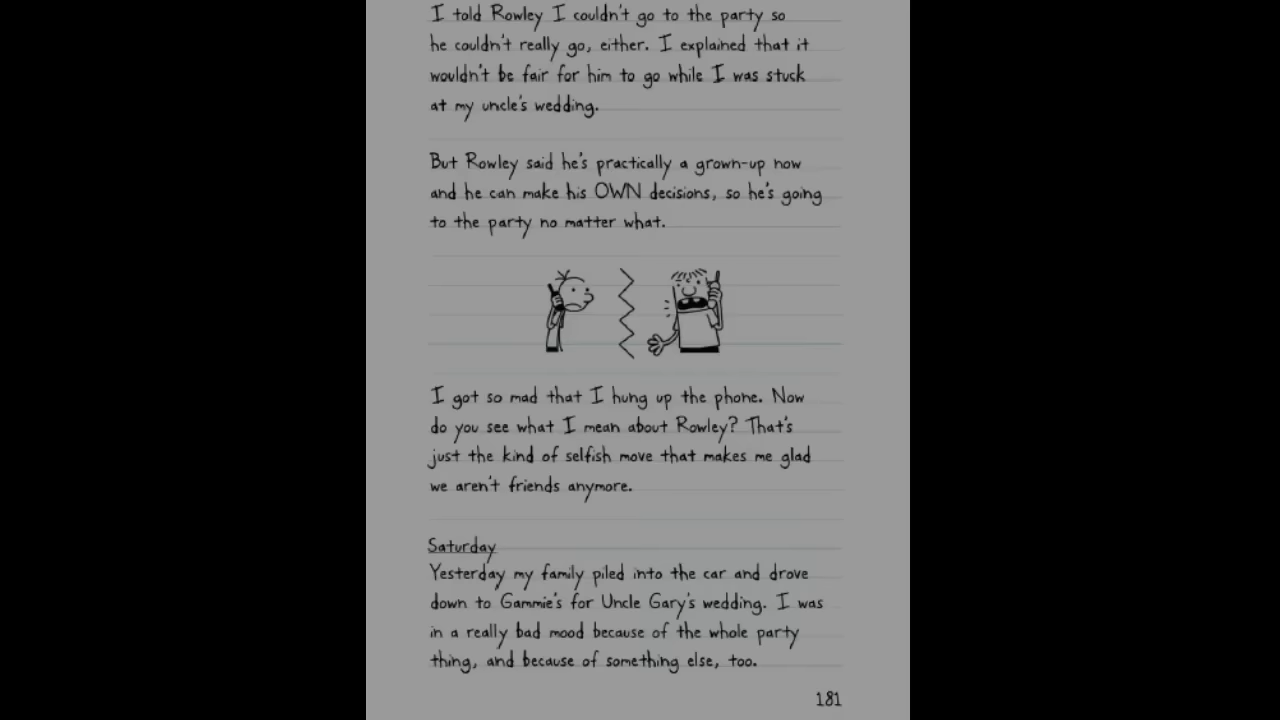 I told Rowley I couldn't go to the party so
he couldn't really go, either. I explained that it
wouldn't be fair for him to go while I was stuck
at my uncle's wedding.
But Rowley said he's practically a grown-up now
and he can make his OWN decisions, so he's going
to the party no matter what.
I got so mad that I hung up the phone. Now
do you see what I mean about Rowley? That's
just the kind of selfish move that makes me glad
we aren't friends anymore.
Saturday
Yesterday my family piled into the car and drove
down to Gammie's for Uncle Gary's wedding. I was
in a really bad mood because of the whole party
thing, and because of something else, too.
181